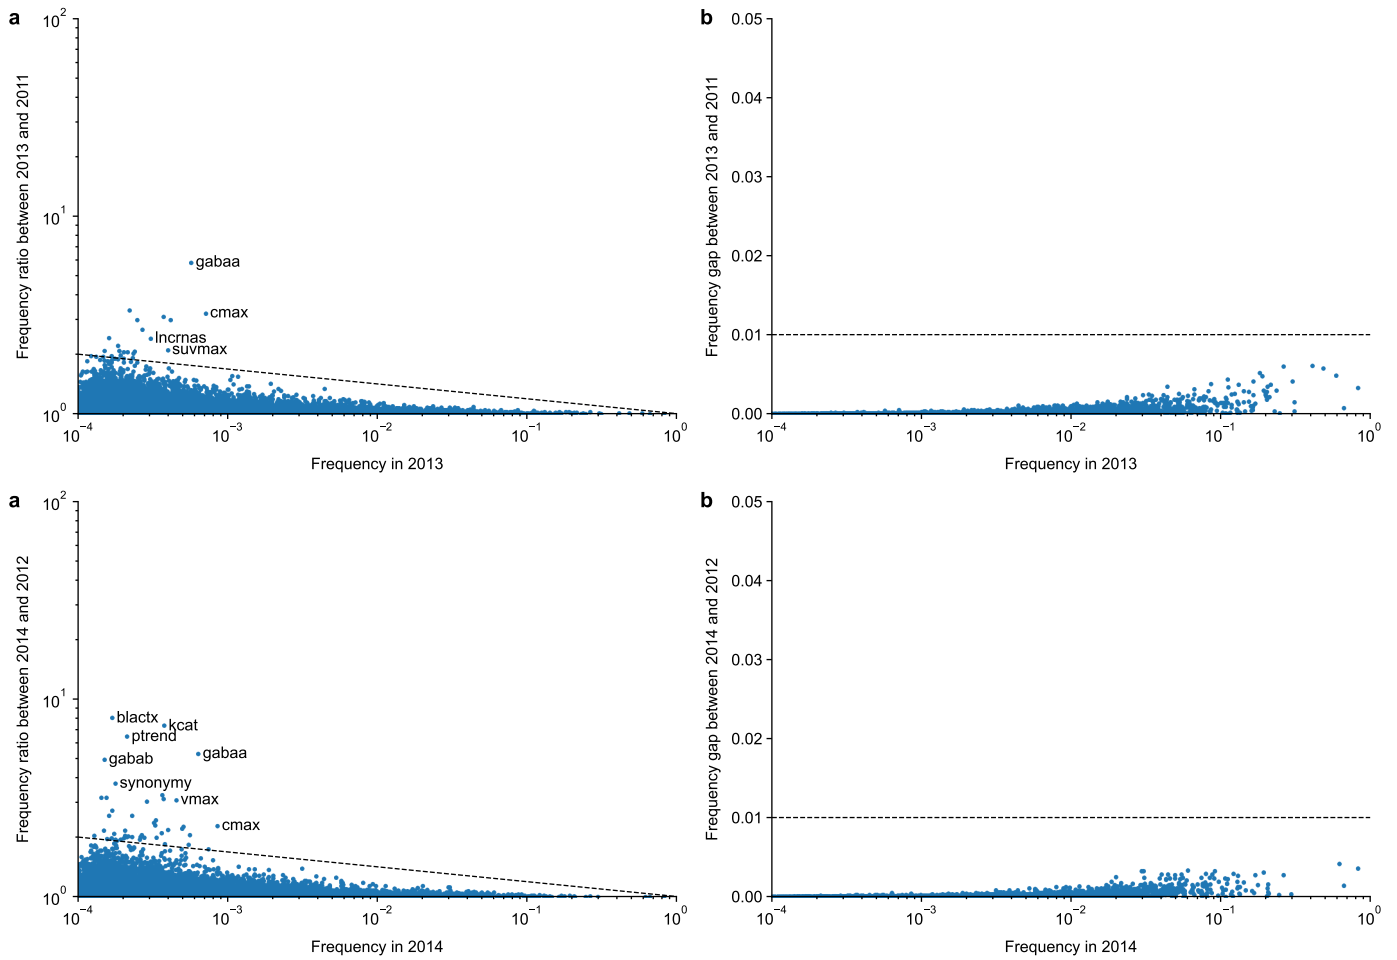 a
10^2
10^1
10^0
Frequency ratio between 2013 and 2011
gabaa
cmax
lncrnas
suvmax
10^−4 10^−3 10^−2 10^−1 10^0
Frequency in 2013
b
0.05
0.04
0.03
0.02
0.01
0.00
Frequency gap between 2013 and 2011
10^−4 10^−3 10^−2 10^−1 10^0
Frequency in 2013
a
10^2
10^1
10^0
Frequency ratio between 2014 and 2012
blactx
kcat
ptrend
gabaa
gabab
synonymy
vmax
cmax
10^−4 10^−3 10^−2 10^−1 10^0
Frequency in 2014
b
0.05
0.04
0.03
0.02
0.01
0.00
Frequency gap between 2014 and 2012
10^−4 10^−3 10^−2 10^−1 10^0
Frequency in 2014